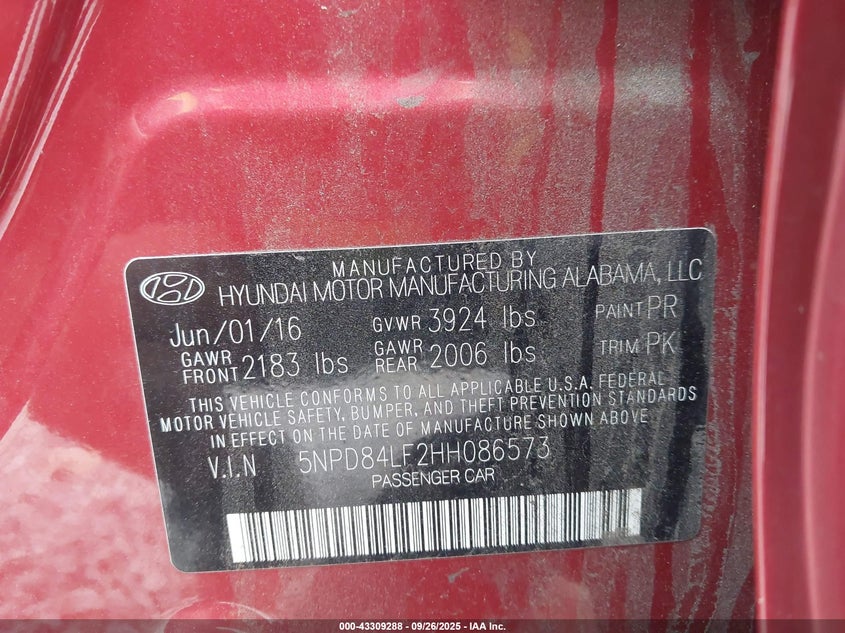 MANUFACTURED BY
HYUNDAI MOTOR MANUFACTURING ALABAMA, LLC
Jun/01/16 GVWR 3924 lbs PAINT PR
GAWR FRONT 2183 lbs GAWR REAR 2006 lbs TRIM PK
THIS VEHICLE CONFORMS TO ALL APPLICABLE U.S.A. FEDERAL
MOTOR VEHICLE SAFETY, BUMPER, AND THEFT PREVENTION STANDARDS
IN EFFECT ON THE DATE OF MANUFACTURE SHOWN ABOVE.
V.I.N 5NPD84LF2HH086573
PASSENGER CAR
000-43309288 - 09/26/2025 - IAA Inc.